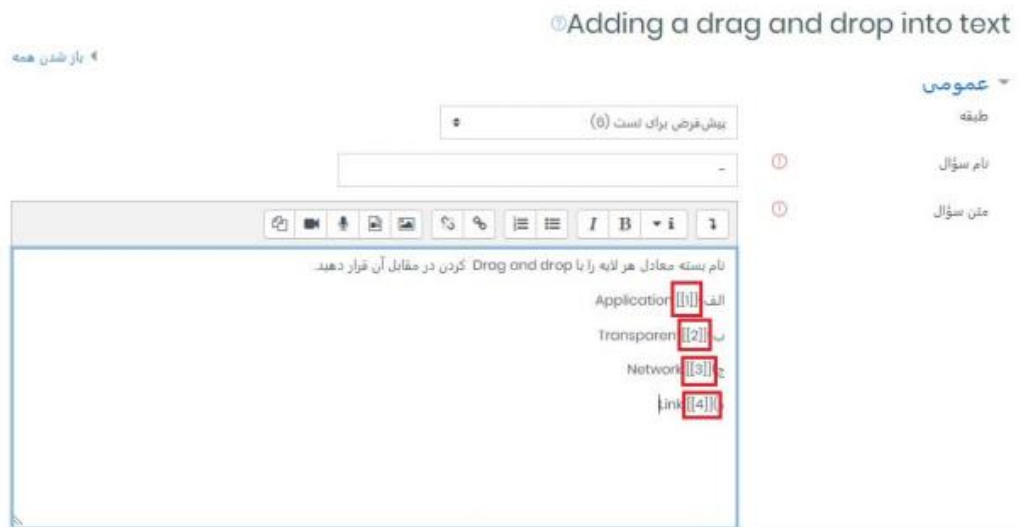 Adding a drag and drop into text
باز شدن همه
عمومی
طبقه
پیش‌فرض برای تست (6)
نام سؤال
-
متن سؤال
I B i
نام بسته معادل هر لایه را با Drag and drop کردن در مقابل آن قرار دهید.
الف) [[1]] Application
ب) [[2]] Transparen
ج) [[3]] Network
[[4]] Link